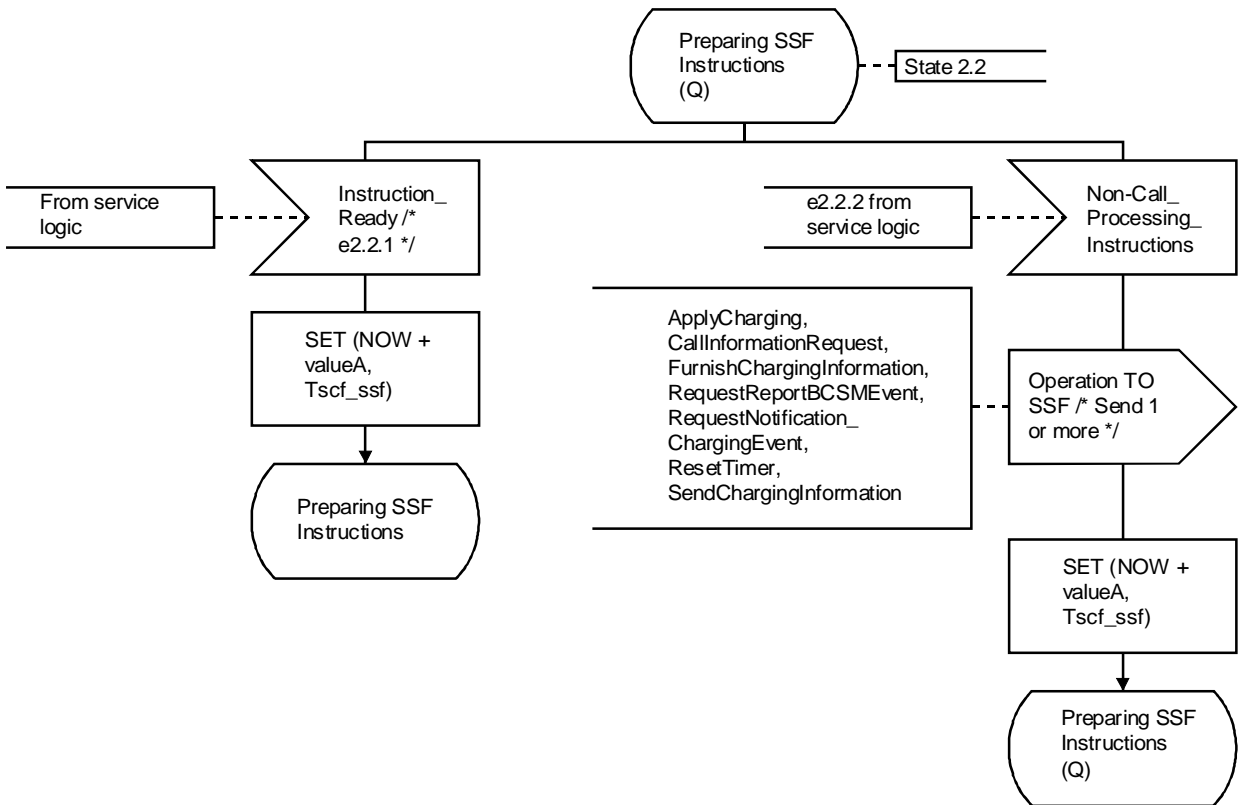 Preparing SSF
Instructions
(Q)
State 2.2
From service
logic
Instruction_
Ready /*
e2.2.1 */
e2.2.2 from
service logic
Non-Call_
Processing_
Instructions
SET (NOW +
valueA,
Tscf_ssf)
ApplyCharging,
CallInformationRequest,
FurnishChargingInformation,
RequestReportBCSMEvent,
RequestNotification_
ChargingEvent,
ResetTimer,
SendChargingInformation
Operation TO
SSF /* Send 1
or more */
Preparing SSF
Instructions
SET (NOW +
valueA,
Tscf_ssf)
Preparing SSF
Instructions
(Q)